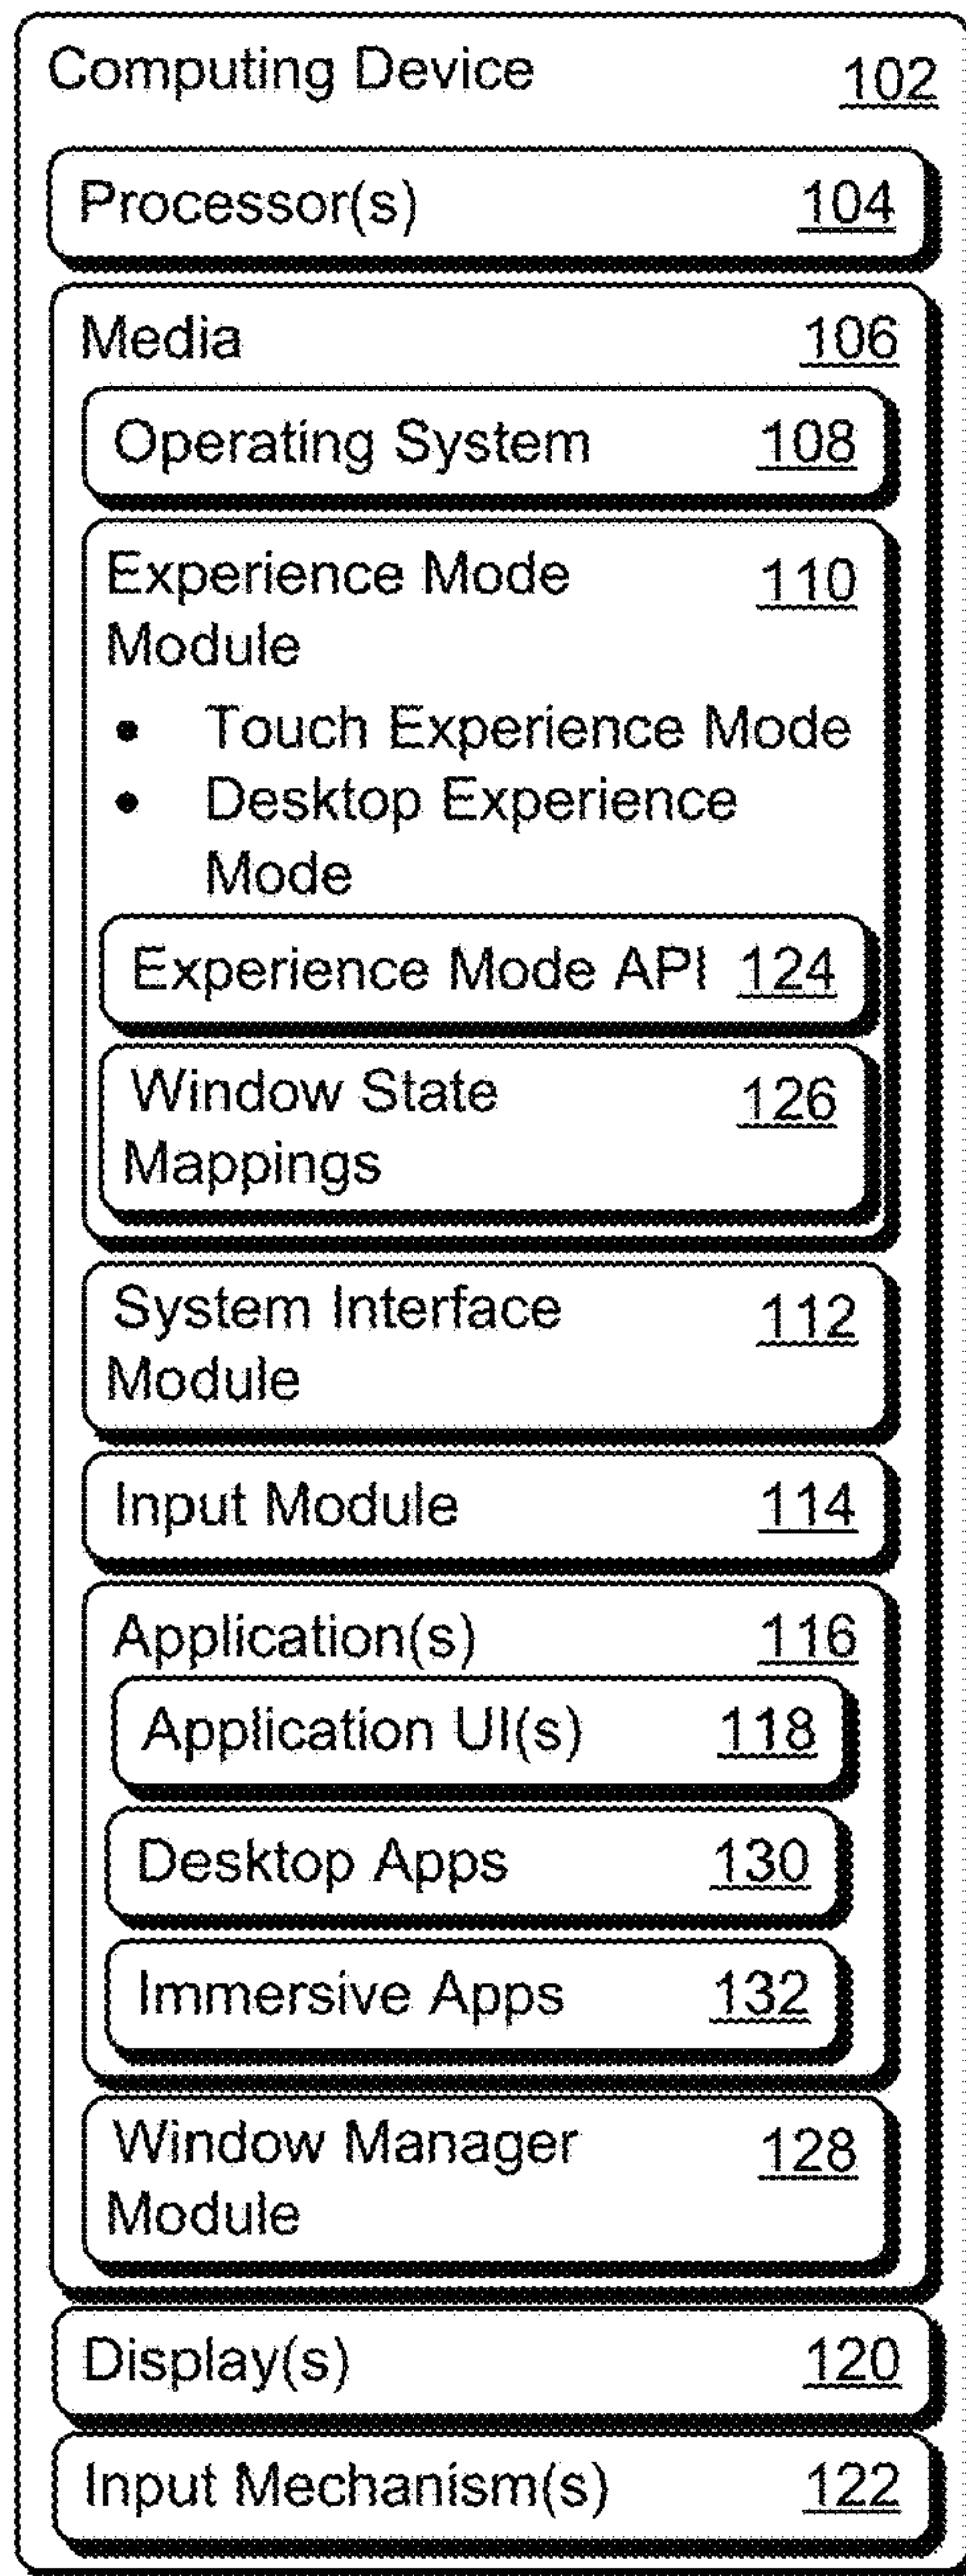 Computing Device 102
Processor(s) 104
Media 106
Operating System 108
Experience Mode 110
Module
• Touch Experience Mode
• Desktop Experience
Mode
Experience Mode API 124
Window State 126
Mappings
System Interface 112
Module
Input Module 114
Application(s) 116
Application UI(s) 118
Desktop Apps 130
Immersive Apps 132
Window Manager 128
Module
Display(s) 120
Input Mechanism(s) 122